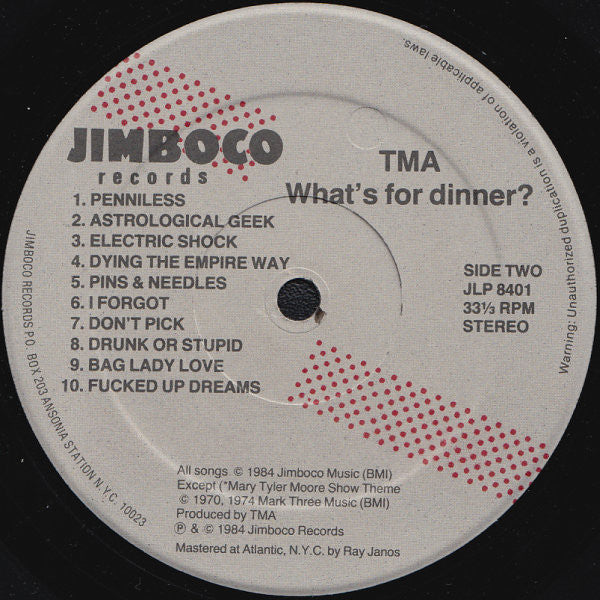 JIMBOCO
records
TMA
What's for dinner?
1. PENNILESS
2. ASTROLOGICAL GEEK
3. ELECTRIC SHOCK
4. DYING THE EMPIRE WAY
5. PINS & NEEDLES
6. I FORGOT
7. DON'T PICK
8. DRUNK OR STUPID
9. BAG LADY LOVE
10. FUCKED UP DREAMS
SIDE TWO
JLP 8401
33⅓ RPM
STEREO
All songs © 1984 Jimboco Music (BMI)
Except ("Mary Tyler Moore Show Theme
© 1970, 1974 Mark Three Music (BMI)
Produced by TMA
℗ & © 1984 Jimboco Records
Mastered at Atlantic, N.Y.C. by Ray Janos
JIMBOCO RECORDS P.O. BOX 203 ANSONIA STATION N.Y.C. 10023
Warning: Unauthorized duplication is a violation of applicable laws.